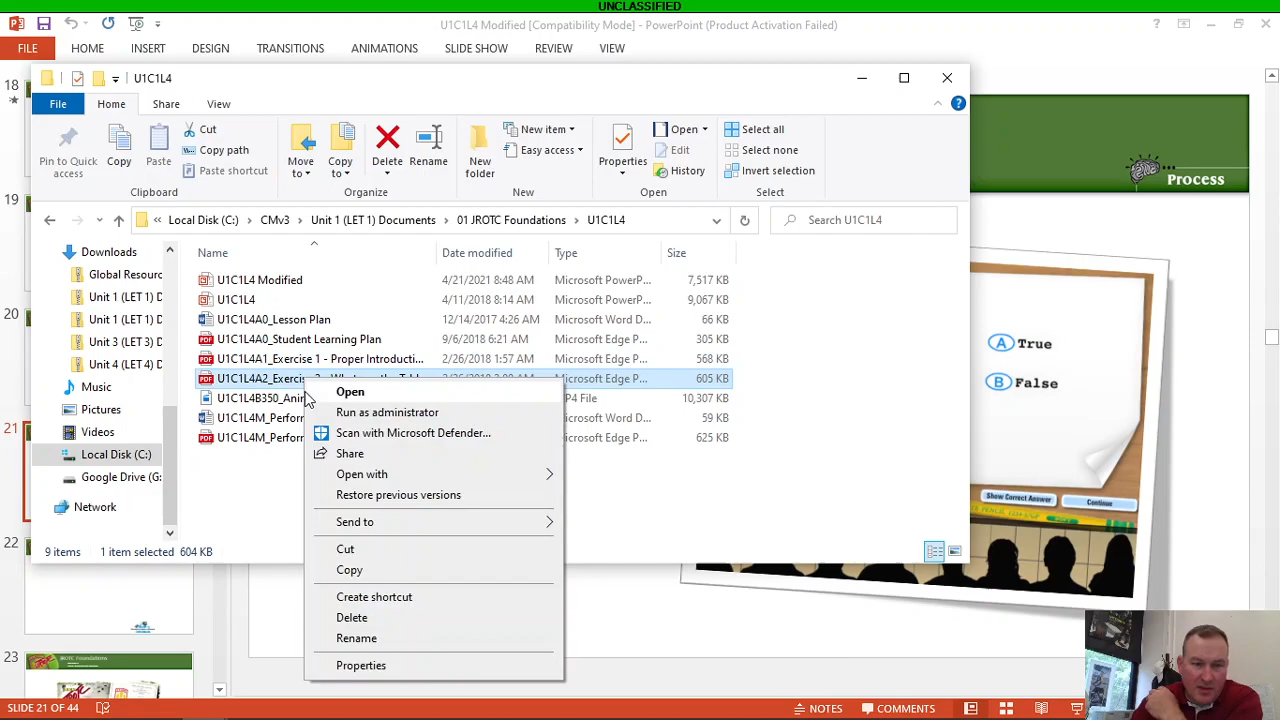 UNCLASSIFIED
U1C1L4 Modified [Compatibility Mode] - PowerPoint (Product Activation Failed)
FILE HOME INSERT DESIGN TRANSITIONS ANIMATIONS SLIDE SHOW REVIEW VIEW
U1C1L4
File Home Share View
Pin to Quick access
Copy
Paste
Cut
Copy path
Paste shortcut
Clipboard
Move to
Copy to
Delete
Rename
Organize
New folder
New item
Easy access
New
Properties
Open
Edit
History
Open
Select all
Select none
Invert selection
Select
« Local Disk (C:) > CMv3 > Unit 1 (LET 1) Documents > 01 JROTC Foundations > U1C1L4
Search U1C1L4
Downloads
Global Resourc
Unit 1 (LET 1) D
Unit 1 (LET 1) D
Unit 3 (LET 3) D
Unit 4 (LET 4) D
Music
Pictures
Videos
Local Disk (C:)
Google Drive (G:
Network
Name Date modified Type Size
U1C1L4 Modified 4/21/2021 8:48 AM Microsoft PowerP... 7,517 KB
U1C1L4 4/11/2018 8:14 AM Microsoft PowerP... 9,067 KB
U1C1L4A0_Lesson Plan 12/14/2017 4:26 AM Microsoft Word D... 66 KB
U1C1L4A0_Student Learning Plan 9/6/2018 6:21 AM Microsoft Edge P... 305 KB
U1C1L4A1_Exercise 1 - Proper Introducti... 2/26/2018 1:57 AM Microsoft Edge P... 568 KB
U1C1L4A2_Exercis Microsoft Edge P... 605 KB
U1C1L4B350_Anim P4 File 10,307 KB
U1C1L4M_Perform Microsoft Word D... 59 KB
U1C1L4M_Perform Microsoft Edge P... 625 KB
Open
Run as administrator
Scan with Microsoft Defender...
Share
Open with
Restore previous versions
Send to
Cut
Copy
Create shortcut
Delete
Rename
Properties
9 items 1 item selected 604 KB
18
19
20
21
22
23
JROTC Foundations
Process
A True
B False
Show Correct Answer
Continue
SLIDE 21 OF 44
NOTES
COMMENTS